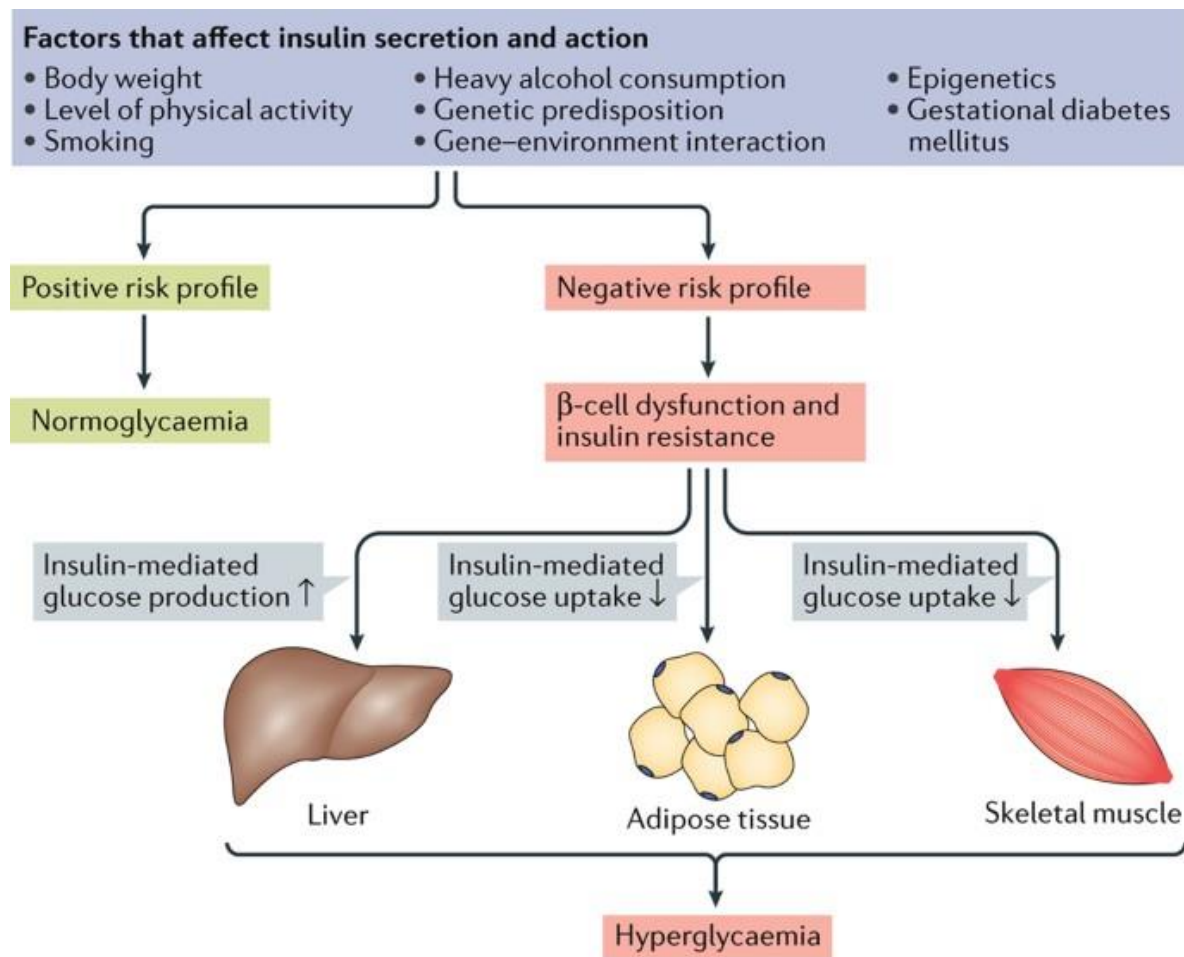 Factors that affect insulin secretion and action
• Body weight
• Level of physical activity
• Smoking
• Heavy alcohol consumption
• Genetic predisposition
• Gene–environment interaction
• Epigenetics
• Gestational diabetes
mellitus
Positive risk profile
Negative risk profile
Normoglycaemia
β-cell dysfunction and
insulin resistance
Insulin-mediated
glucose production ↑
Insulin-mediated
glucose uptake ↓
Insulin-mediated
glucose uptake ↓
Liver
Adipose tissue
Skeletal muscle
Hyperglycaemia